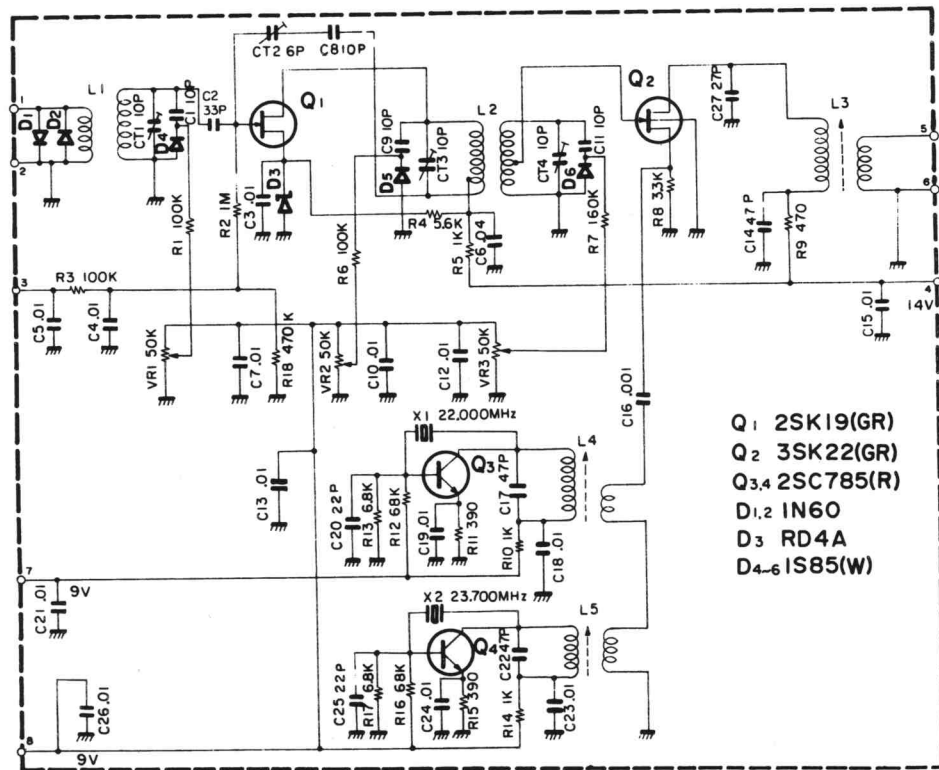 CT2 6P
C8 10P
L1
CT1 10P
C1 10P
C2
33P
Q1
Q2
C27 27P
L2
L3
1
D1
D2
D4
C9 10P
CT3 10P
CT4 10P
C11 10P
5
2
D3
D5
D6
6
R1 100K
R2 1M
C3 .01
R4 5.6K
R6 100K
R5 1K
C6 .04
R7 160K
R8 3.3K
C14 47P
R9 470
3
R3 100K
4
14V
C5 .01
C4 .01
C15 .01
VR1 50K
C7 .01
R18 470K
VR2 50K
C10 .01
C12 .01
VR3 50K
C16 .001
X1 22.000MHz
L4
Q3
C13 .01
C20 22P
R13 6.8K
R12 68K
C19 .01
R11 390
C17 47P
R10 1K
C18 .01
7
9V
C21 .01
X2 23.700MHz
L5
Q4
C26 .01
C25 22P
R17 6.8K
R16 68K
C24 .01
R15 390
C22 47P
R14 1K
C23 .01
8
9V
Q1 2SK19(GR)
Q2 3SK22(GR)
Q3,4 2SC785(R)
D1,2 1N60
D3 RD4A
D4~6 1S85(W)